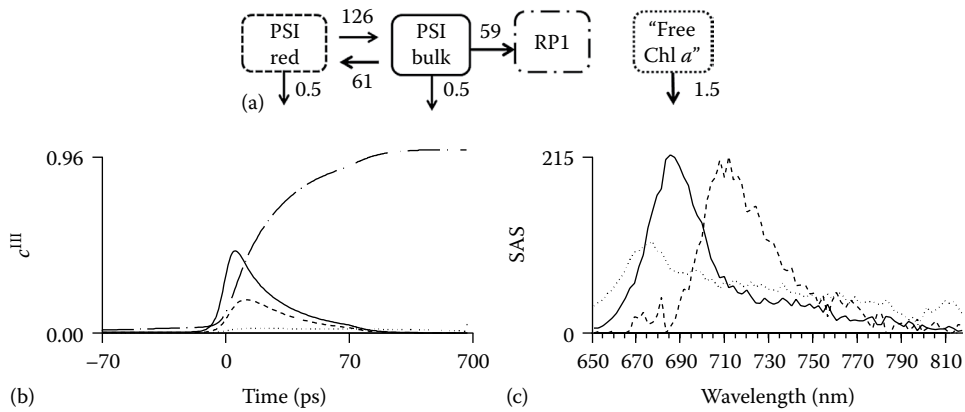 PSI
red
126
61
PSI
bulk
59
RP1
“Free
Chl a”
0.5
0.5
1.5
(a)
0.96
c^III
0.00
−70
0
70
700
Time (ps)
(b)
215
SAS
0
650
670
690
710
730
750
770
790
810
Wavelength (nm)
(c)